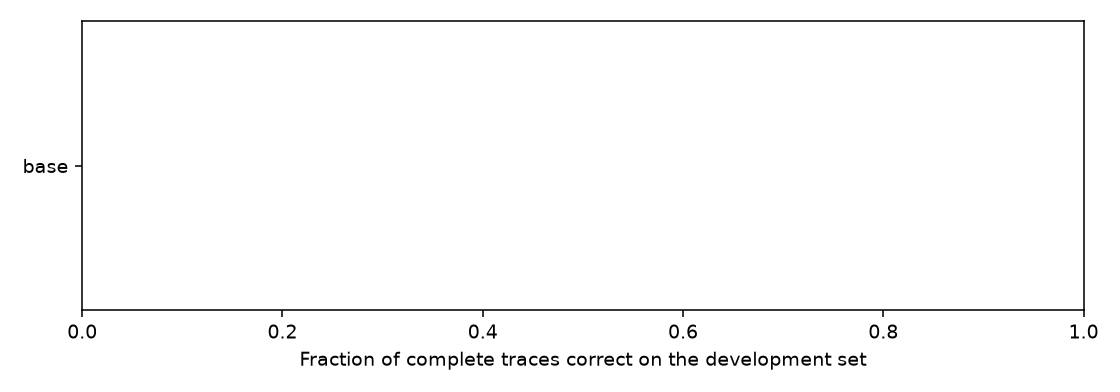 base
0.0 0.2 0.4 0.6 0.8 1.0
Fraction of complete traces correct on the development set